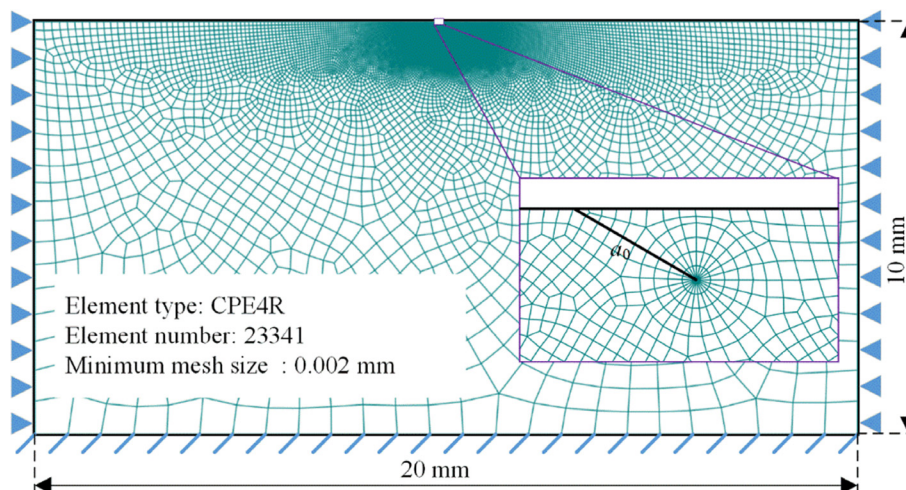 a0
10 mm
Element type: CPE4R
Element number: 23341
Minimum mesh size : 0.002 mm
20 mm